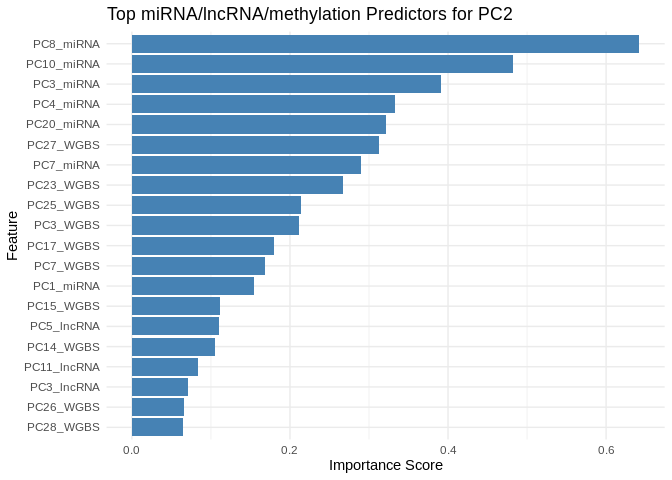 Top miRNA/lncRNA/methylation Predictors for PC2
PC8_miRNA
PC10_miRNA
PC3_miRNA
PC4_miRNA
PC20_miRNA
PC27_WGBS
PC7_miRNA
PC23_WGBS
PC25_WGBS
PC3_WGBS
PC17_WGBS
PC7_WGBS
PC1_miRNA
PC15_WGBS
PC5_lncRNA
PC14_WGBS
PC11_lncRNA
PC3_lncRNA
PC26_WGBS
PC28_WGBS
Feature
0.0 0.2 0.4 0.6
Importance Score